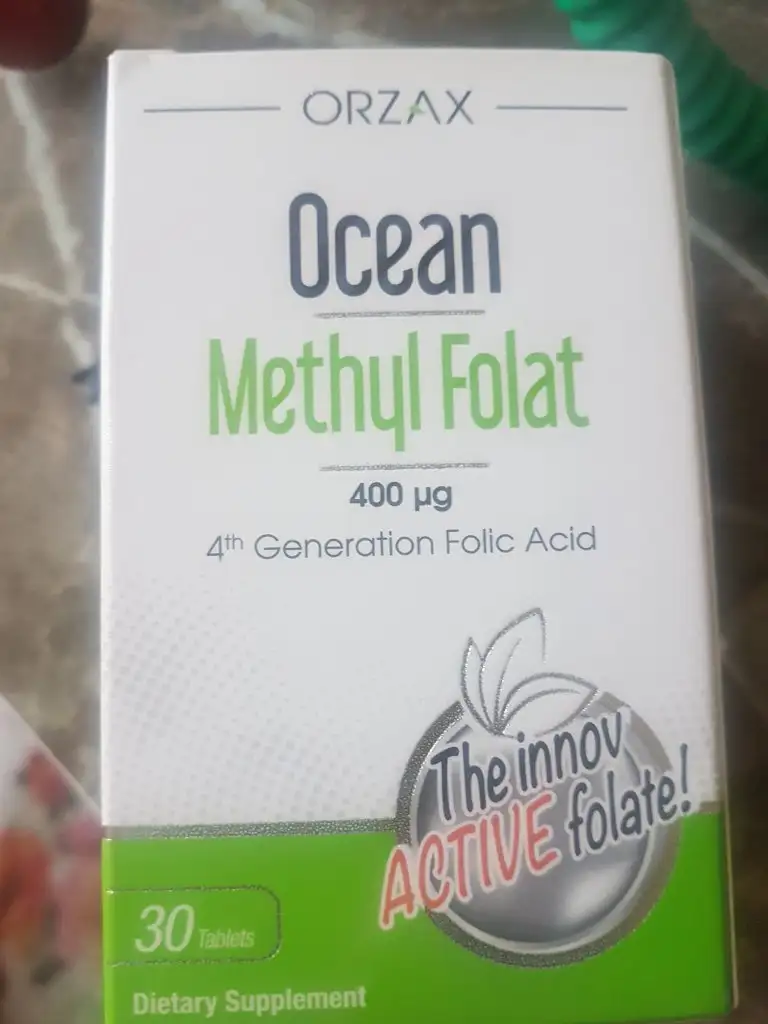 ORZAX
Ocean
Methyl Folat
400 µg
4th Generation Folic Acid
The innov
ACTIVE folate!
30 Tablets
Dietary Supplement